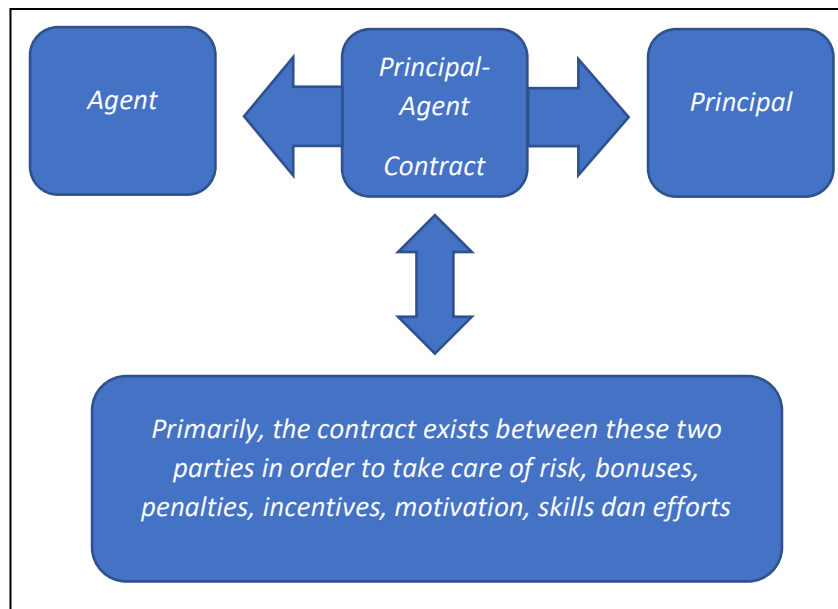 Agent
Principal-
Agent
Contract
Principal
Primarily, the contract exists between these two
parties in order to take care of risk, bonuses,
penalties, incentives, motivation, skills dan efforts